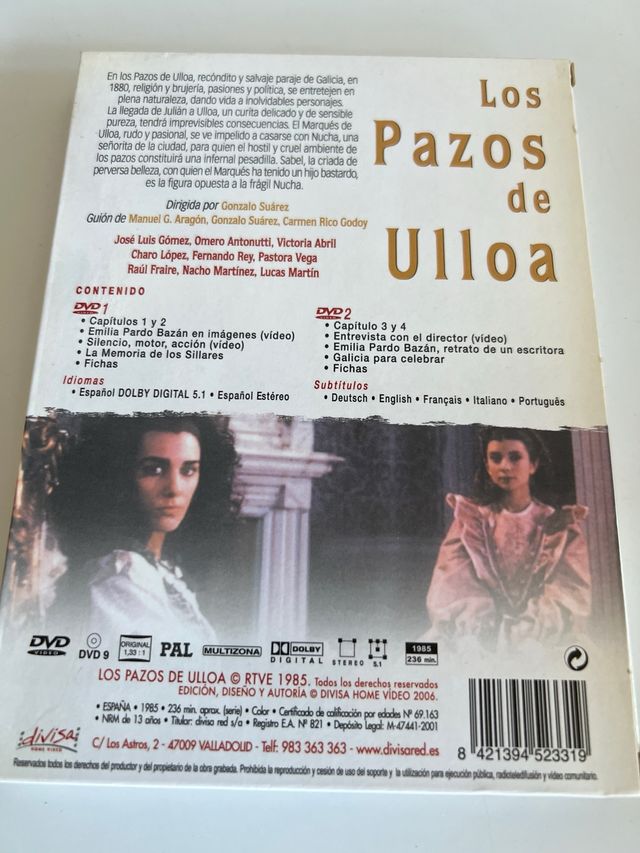 En los Pazos de Ulloa, recóndito y salvaje paraje de Galicia, en
1880, religión y brujería, pasiones y política, se entretejen en
plena naturaleza, dando vida a inolvidables personajes.
La llegada de Julián a Ulloa, un curita delicado y de sensible
pureza, tendrá imprevisibles consecuencias. El Marqués de
Ulloa, rudo y pasional, se ve impelido a casarse con Nucha, una
señorita de la ciudad, para quien el hostil y cruel ambiente de
los pazos constituirá una infernal pesadilla. Sabel, la criada de
perversa belleza, con quien el Marqués ha tenido un hijo bastardo,
es la figura opuesta a la frágil Nucha.
Los
Pazos
de
Ulloa
Dirigida por Gonzalo Suárez
Guión de Manuel G. Aragón, Gonzalo Suárez, Carmen Rico Godoy
José Luis Gómez, Omero Antonutti, Victoria Abril
Charo López, Fernando Rey, Pastora Vega
Raúl Fraire, Nacho Martínez, Lucas Martín
CONTENIDO
DVD VIDEO 1
• Capítulos 1 y 2
• Emilia Pardo Bazán en imágenes (vídeo)
• Silencio, motor, acción (vídeo)
• La Memoria de los Sillares
• Fichas
DVD VIDEO 2
• Capítulo 3 y 4
• Entrevista con el director (vídeo)
• Emilia Pardo Bazán, retrato de un escritora
• Galicia para celebrar
• Fichas
Idiomas
• Español DOLBY DIGITAL 5.1 • Español Estéreo
Subtítulos
• Deutsch • English • Français • Italiano • Português
DVD VIDEO
DVD 9
ORIGINAL 1,33:1
PAL
MULTIZONA
DOLBY DIGITAL
STEREO
5.1
1985
236 min.
LOS PAZOS DE ULLOA © RTVE 1985. Todos los derechos reservados
EDICIÓN, DISEÑO Y AUTORÍA © DIVISA HOME VÍDEO 2006.
• ESPAÑA • 1985 • 236 min. aprox. (serie) • Color • Certificado de calificación por edades Nº 69.163
• NRM de 13 años • Titular: divisa red s/a • Registro E.A. Nº 821 • Depósito Legal: M-47441-2001
divisa HOME VIDEO
C/ Los Astros, 2 - 47009 VALLADOLID - Telf: 983 363 363 - www.divisared.es
8 421394 523319
Reservados todos los derechos del productor y del propietario de la obra grabada. Prohibida la reproducción y cesión de uso del soporte y la utilización para ejecución pública, radioteledifusión y vídeo comunitario.